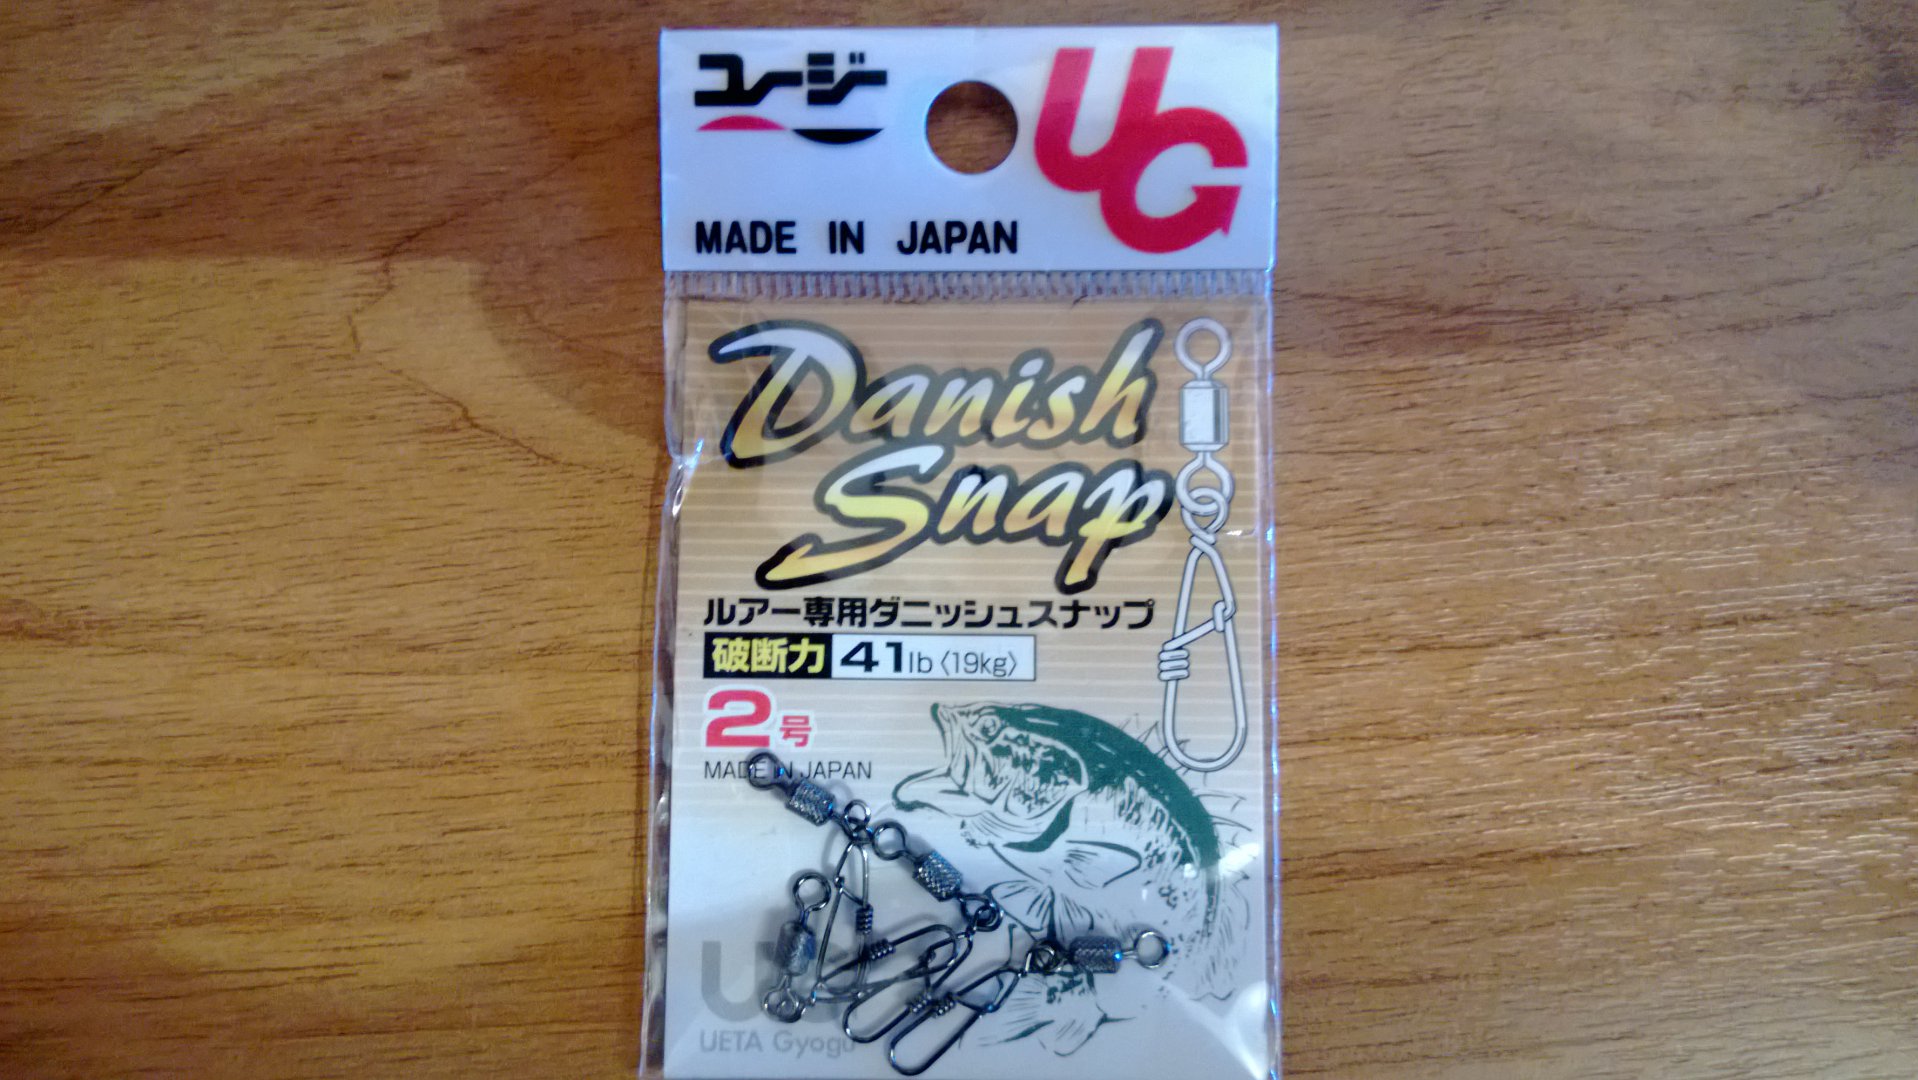 ユージー
UG
MADE IN JAPAN
Danish
Snap
ルアー専用ダニッシュスナップ
破断力 41lb〈19kg〉
2号
MADE IN JAPAN
UG
UETA Gyogu